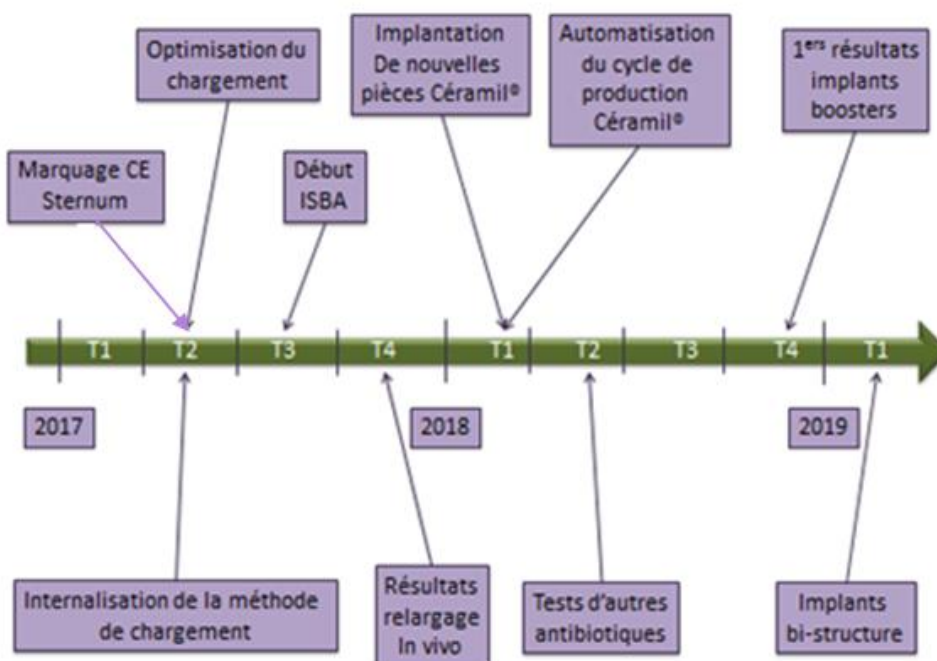 Optimisation du
chargement
Implantation
De nouvelles
pièces Céramil®
Automatisation
du cycle de
production
Céramil®
1ers résultats
implants
boosters
Marquage CE
Sternum
Début
ISBA
T1
T2
T3
T4
T1
T2
T3
T4
T1
2017
2018
2019
Internalisation de la méthode
de chargement
Résultats
relargage
In vivo
Tests d'autres
antibiotiques
Implants
bi-structure